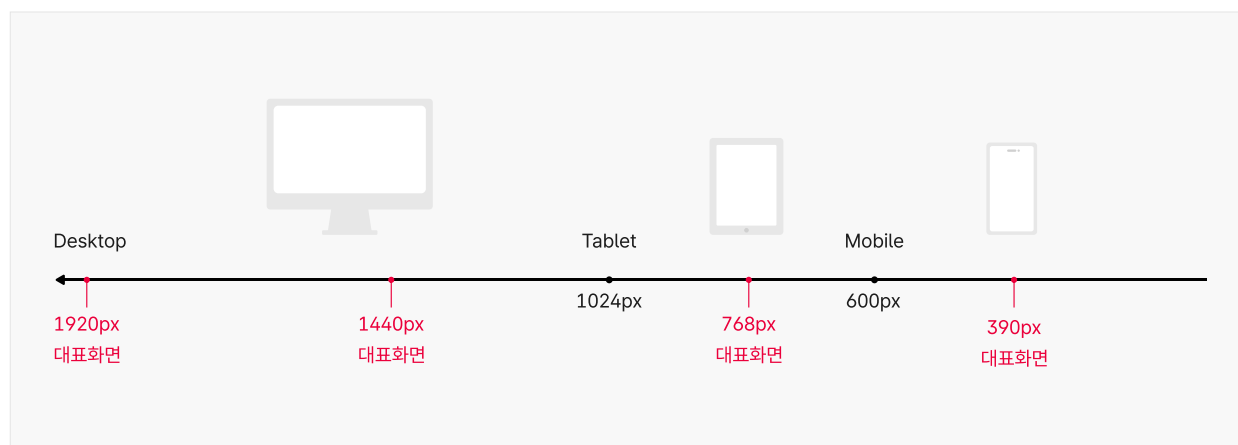 Desktop
Tablet
Mobile
1024px
600px
1920px
대표화면
1440px
대표화면
768px
대표화면
390px
대표화면